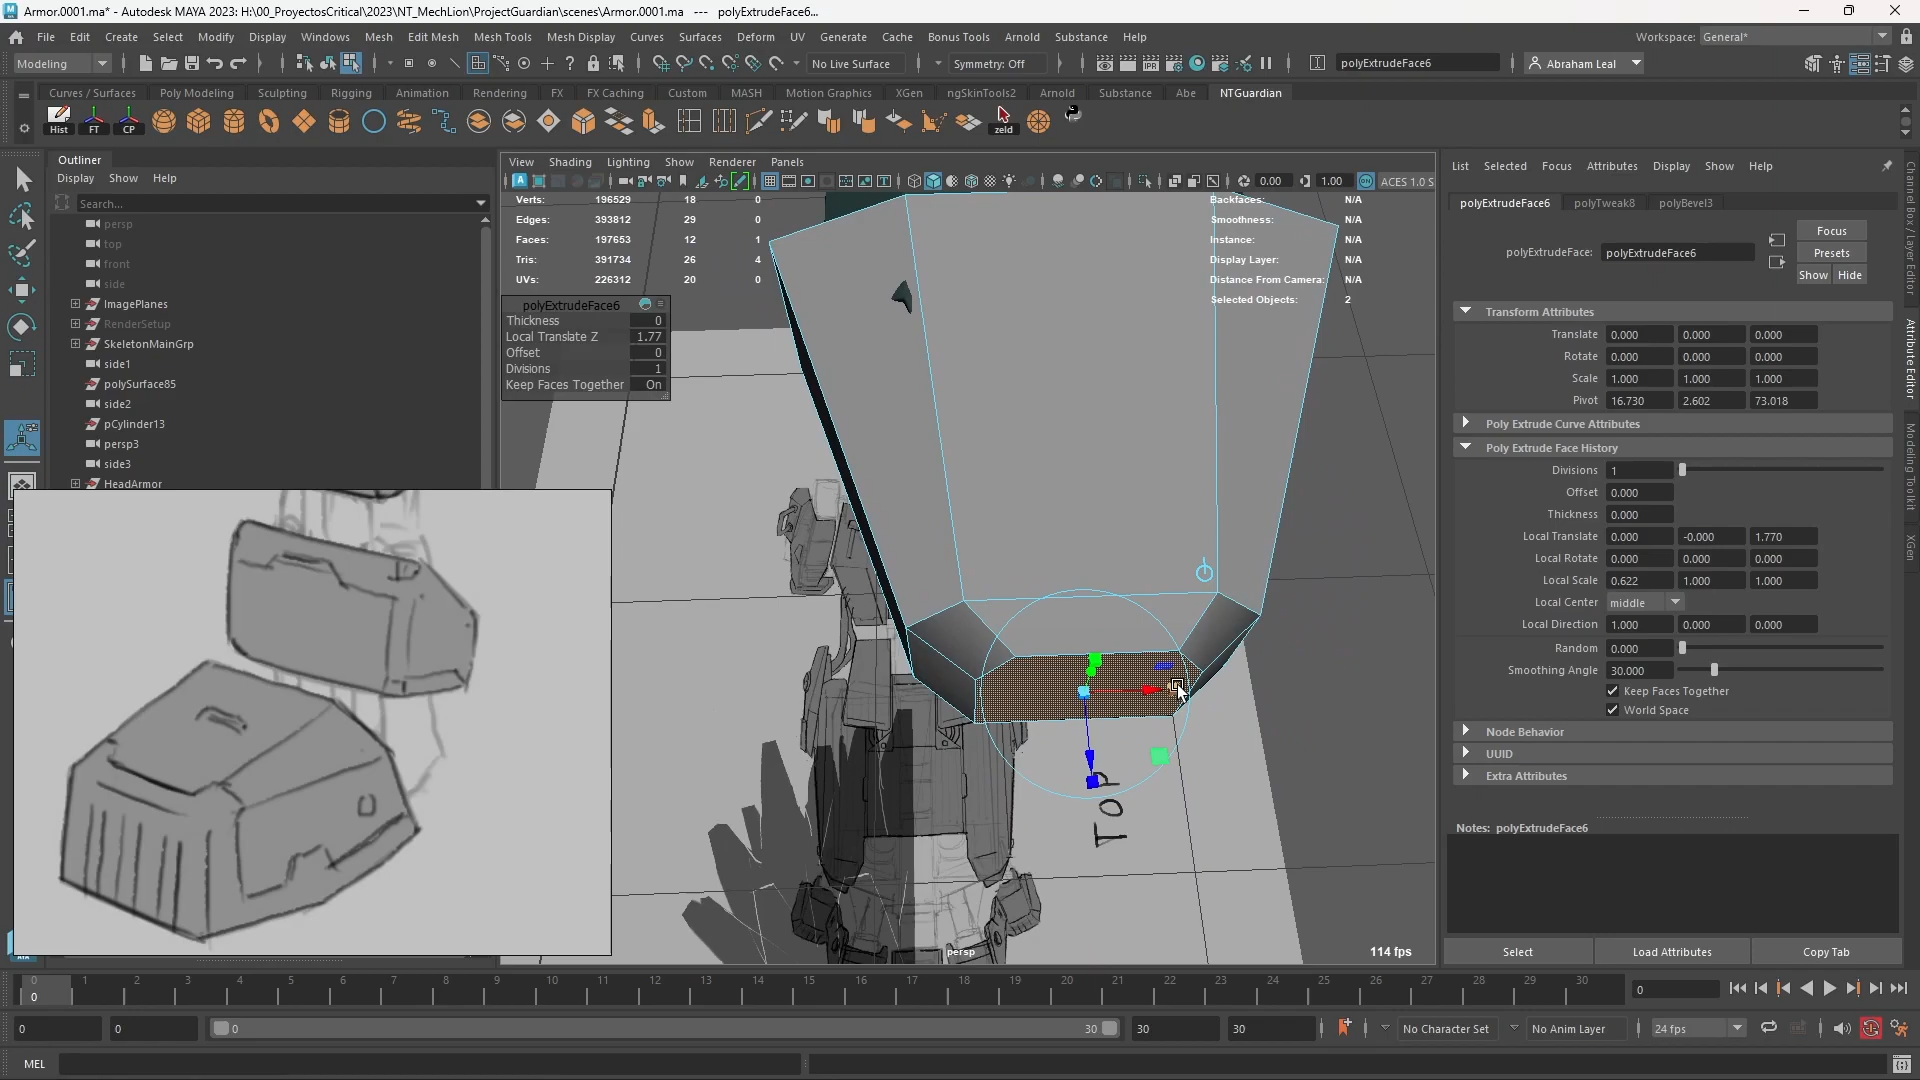 Armor.0001.ma* - Autodesk MAYA 2023: H:\00_ProyectosCritical\2023\NT_MechLion\ProjectGuardian\scenes\Armor.0001.ma --- polyExtrudeFace6...
File Edit Create Select Modify Display Windows Mesh Edit Mesh Mesh Tools Mesh Display Curves Surfaces Deform UV Generate Cache Bonus Tools Arnold Substance Help
Workspace: General*
Modeling
No Live Surface
Symmetry: Off
polyExtrudeFace6
Abraham Leal
Curves / Surfaces Poly Modeling Sculpting Rigging Animation Rendering FX FX Caching Custom MASH Motion Graphics XGen ngSkinTools2 Arnold Substance Abe NTGuardian
Hist FT CP zeld
Outliner
Display Show Help
Search...
persp
top
front
side
ImagePlanes
RenderSetup
SkeletonMainGrp
side1
polySurface85
side2
pCylinder13
persp3
side3
HeadArmor
View Shading Lighting Show Renderer Panels
0.00 1.00 ACES 1.0 S
Verts: 196529 18 0
Edges: 393812 29 0
Faces: 197653 12 1
Tris: 391734 26 4
UVs: 226312 20 0
Backfaces: N/A
Smoothness: N/A
Instance: N/A
Display Layer: N/A
Distance From Camera: N/A
Selected Objects: 2
polyExtrudeFace6
Thickness 0
Local Translate Z 1.77
Offset 0
Divisions 1
Keep Faces Together On
TOP
persp
114 fps
List Selected Focus Attributes Display Show Help
polyExtrudeFace6 polyTweak8 polyBevel3
polyExtrudeFace: polyExtrudeFace6
Focus
Presets
Show Hide
Transform Attributes
Translate 0.000 0.000 0.000
Rotate 0.000 0.000 0.000
Scale 1.000 1.000 1.000
Pivot 16.730 2.602 73.018
Poly Extrude Curve Attributes
Poly Extrude Face History
Divisions 1
Offset 0.000
Thickness 0.000
Local Translate 0.000 -0.000 1.770
Local Rotate 0.000 0.000 0.000
Local Scale 0.622 1.000 1.000
Local Center middle
Local Direction 1.000 0.000 0.000
Random 0.000
Smoothing Angle 30.000
Keep Faces Together
World Space
Node Behavior
UUID
Extra Attributes
Notes: polyExtrudeFace6
Select Load Attributes Copy Tab
Channel Box / Layer Editor
Attribute Editor
Modeling Toolkit
XGen
0 1 2 3 4 5 6 7 8 9 10 11 12 13 14 15 16 17 18 19 20 21 22 23 24 25 26 27 28 29 30
0
0
0 0 0 30 30 30
No Character Set
No Anim Layer
24 fps
MEL